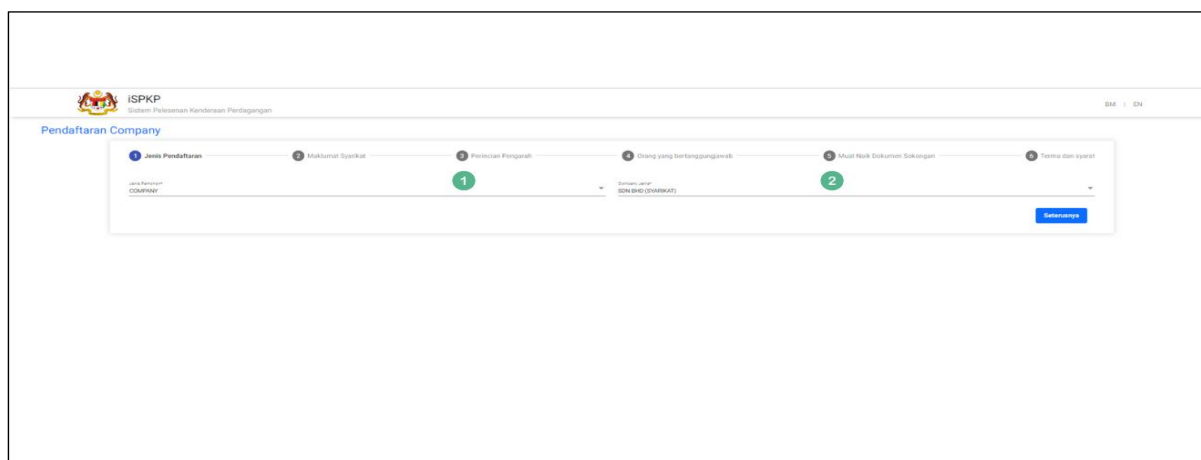 iSPKP
Sistem Pelesenan Kenderaan Perdagangan
BM / EN
Pendaftaran Company
1 Jenis Pendaftaran
2 Maklumat Syarikat
3 Perincian Pengarah
4 Orang yang bertanggungjawab
5 Muat Naik Dokumen Sokongan
6 Terma dan syarat
1
2
COMPANY
SDN BHD (SYARIKAT)
Seterusnya